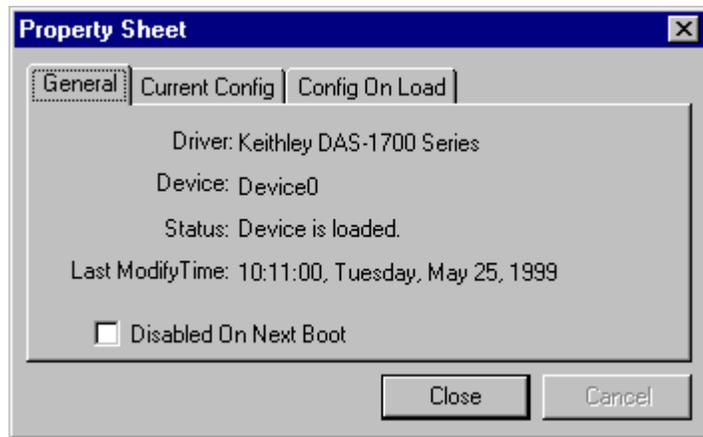 Property Sheet
General Current Config Config On Load
Driver: Keithley DAS-1700 Series
Device: Device0
Status: Device is loaded.
Last ModifyTime: 10:11:00, Tuesday, May 25, 1999
Disabled On Next Boot
Close Cancel